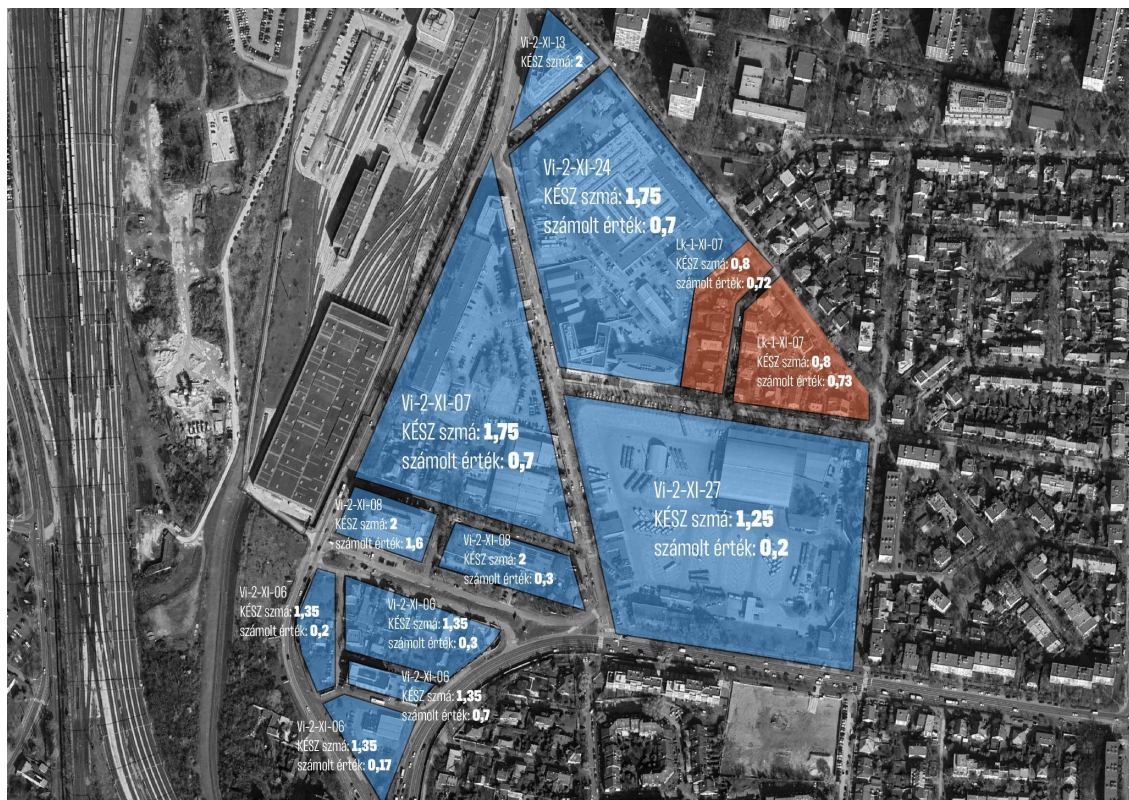 Vi-2-XI-13
KÉSZ szmá: 2
Vi-2-XI-24
KÉSZ szmá: 1,75
számolt érték: 0,7
Lk-1-XI-07
KÉSZ szmá: 0,8
számolt érték: 0,72
Lk-1-XI-07
KÉSZ szmá: 0,8
számolt érték: 0,73
Vi-2-XI-07
KÉSZ szmá: 1,75
számolt érték: 0,7
Vi-2-XI-27
KÉSZ szmá: 1,25
számolt érték: 0,2
Vi-2-XI-08
KÉSZ szmá: 2
számolt érték: 1,6
Vi-2-XI-08
KÉSZ szmá: 2
számolt érték: 0,3
Vi-2-XI-06
KÉSZ szmá: 1,35
számolt érték: 0,2
Vi-2-XI-06
KÉSZ szmá: 1,35
számolt érték: 0,3
Vi-2-XI-06
KÉSZ szmá: 1,35
számolt érték: 0,7
Vi-2-XI-06
KÉSZ szmá: 1,35
számolt érték: 0,17